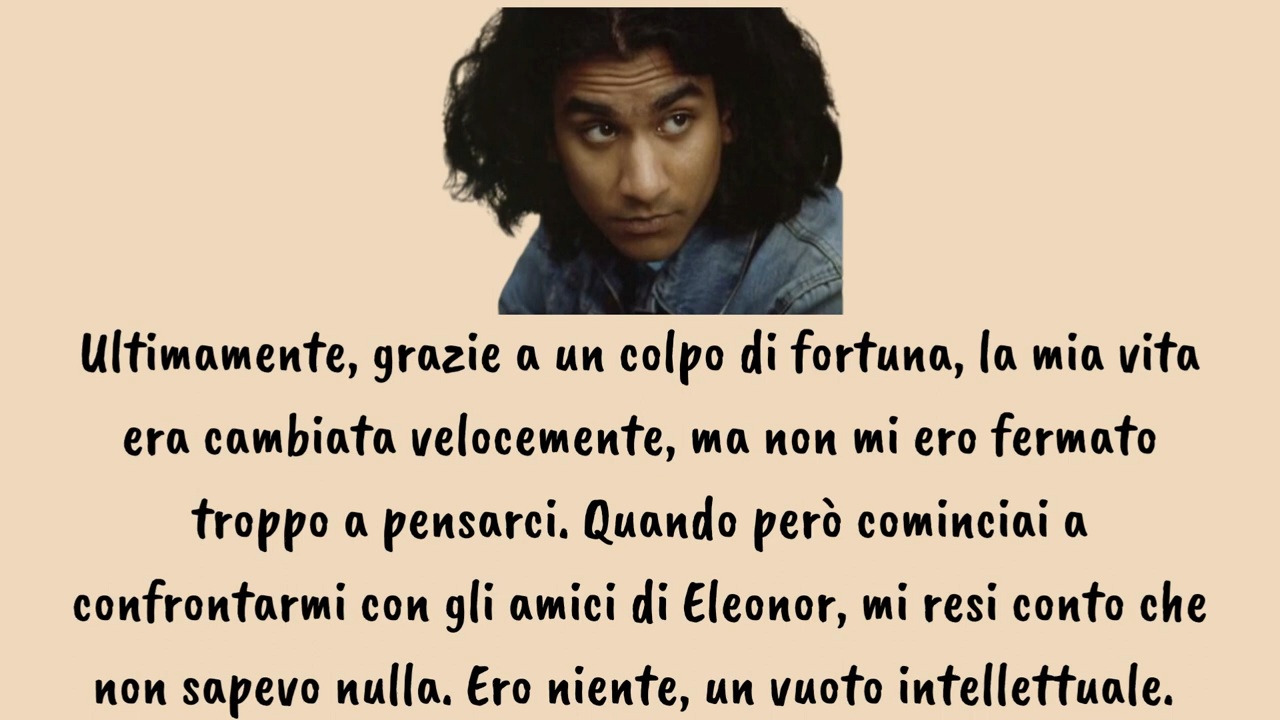 Ultimamente, grazie a un colpo di fortuna, la mia vita
era cambiata velocemente, ma non mi ero fermato
troppo a pensarci. Quando però cominciai a
confrontarmi con gli amici di Eleonor, mi resi conto che
non sapevo nulla. Ero niente, un vuoto intellettuale.